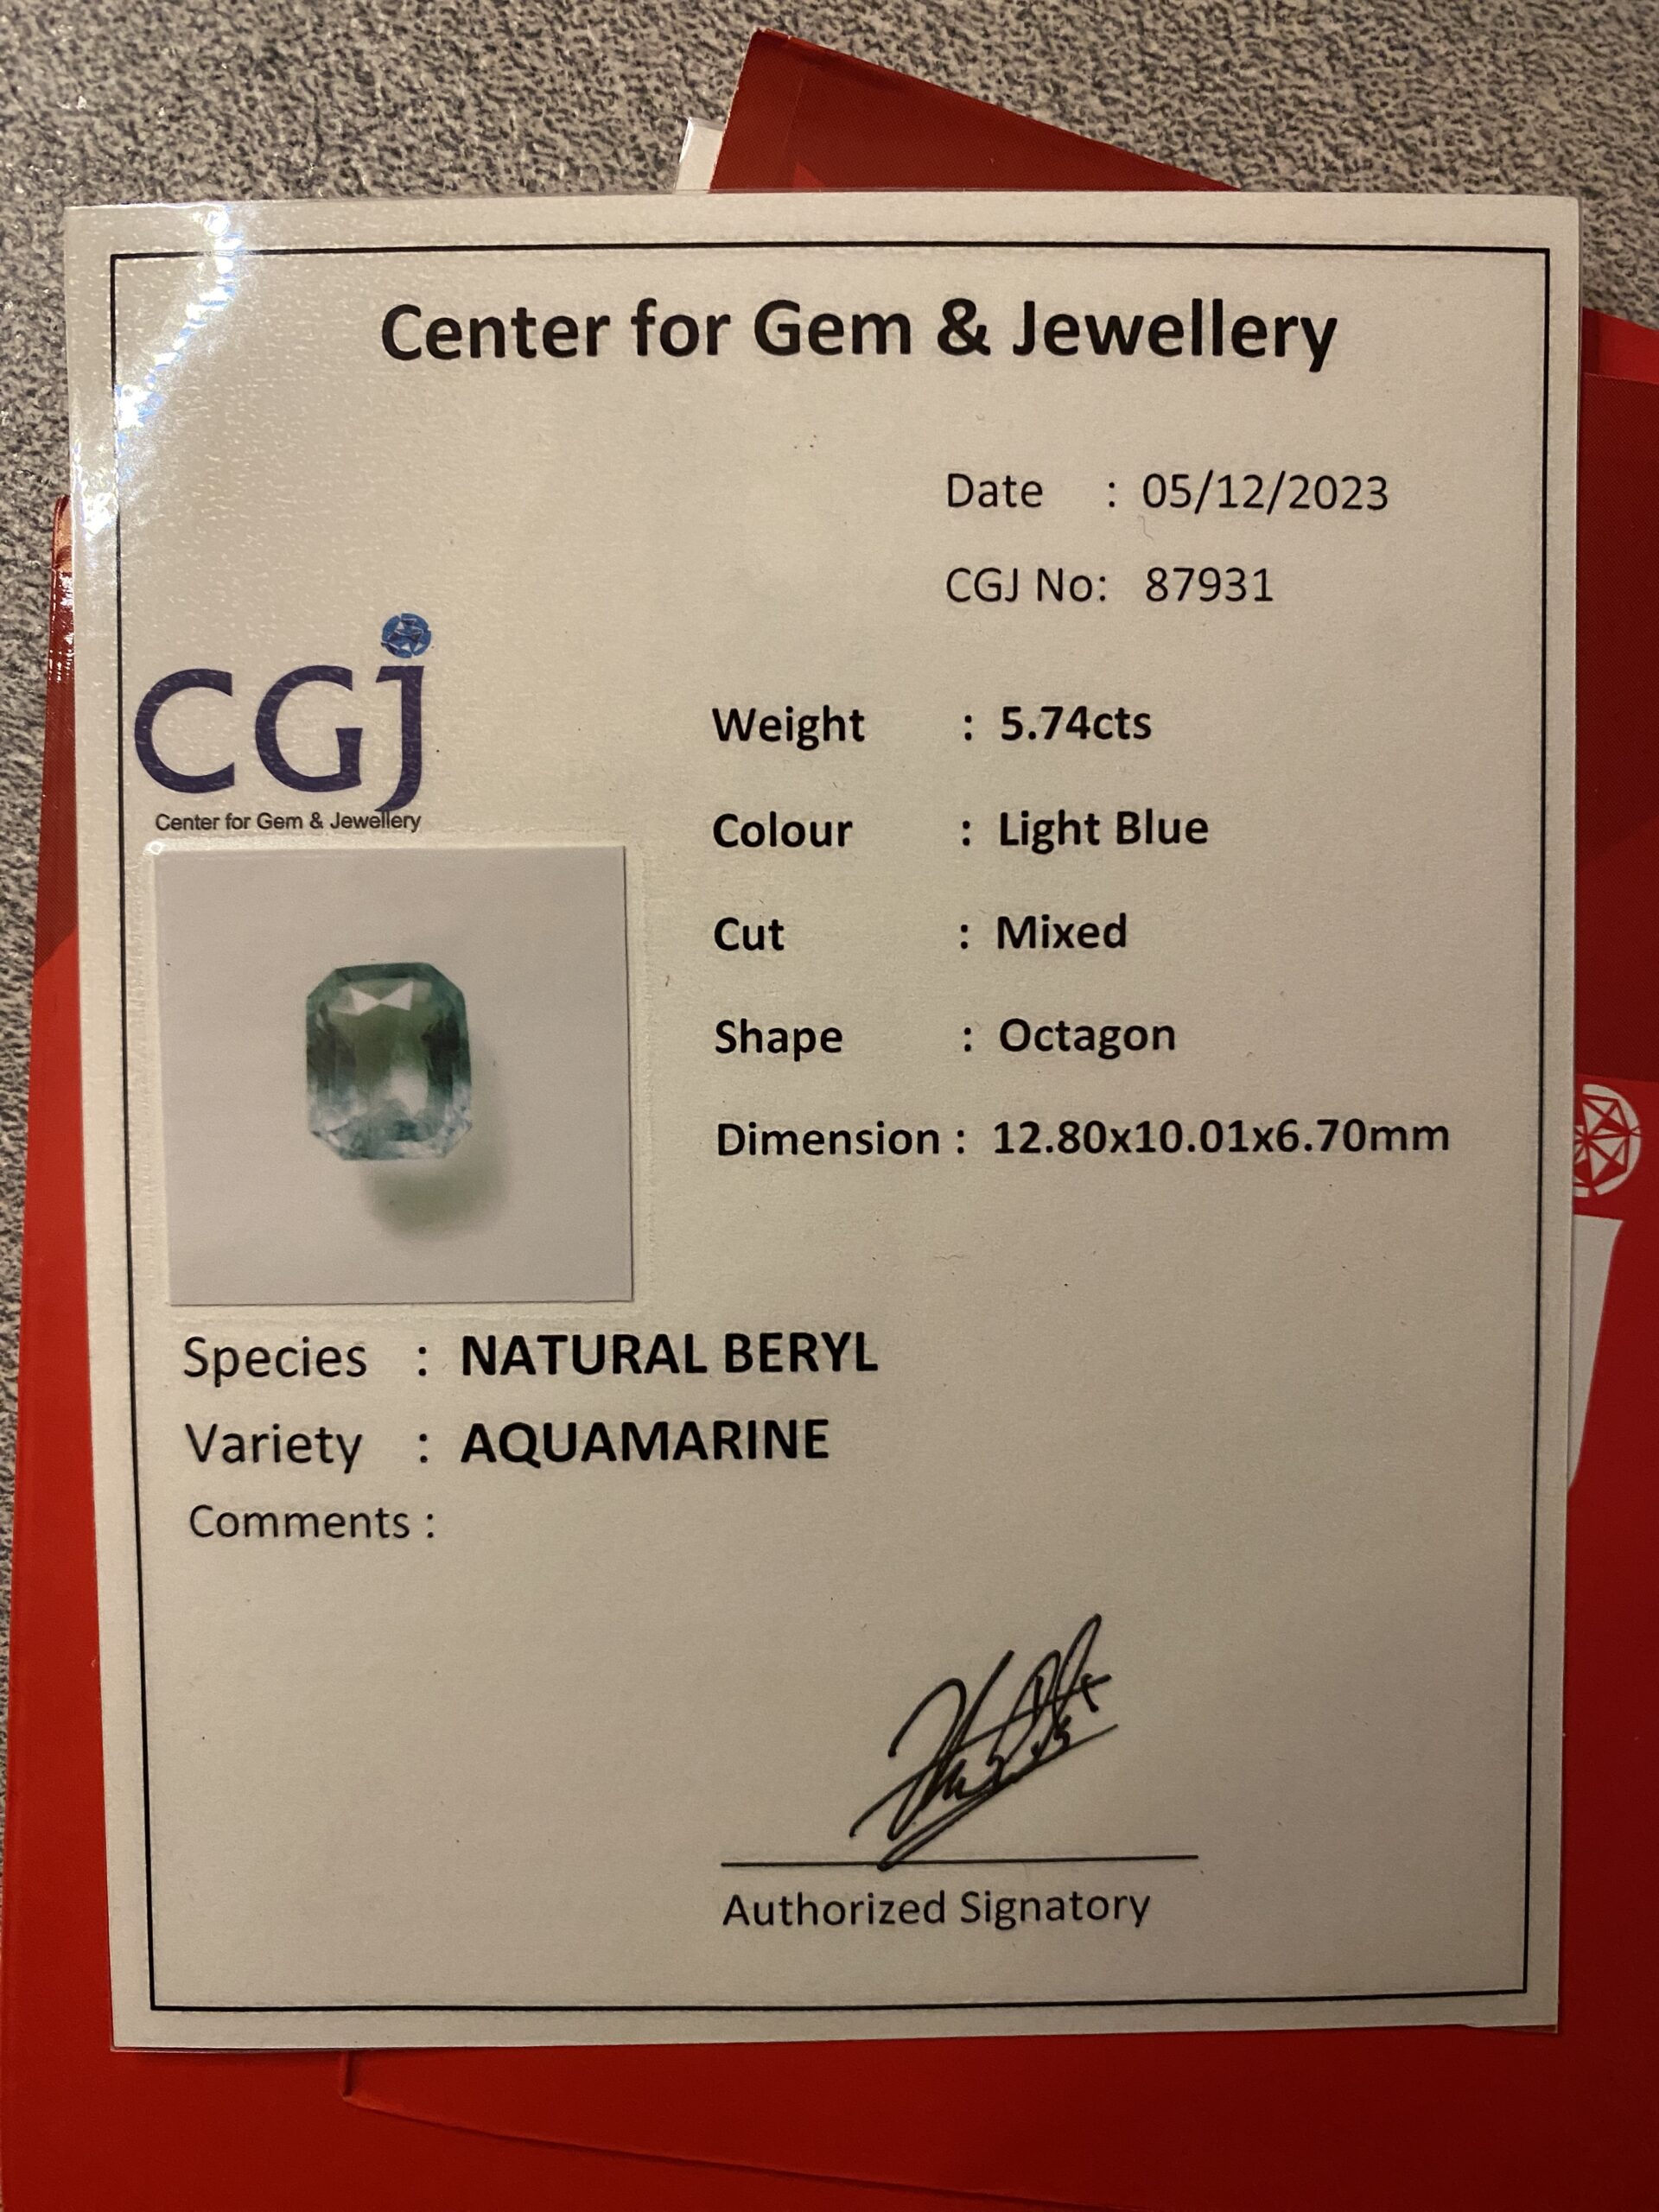 Center for Gem & Jewellery
Date : 05/12/2023
CGJ No: 87931
CGJ
Center for Gem & Jewellery
Weight : 5.74cts
Colour : Light Blue
Cut : Mixed
Shape : Octagon
Dimension : 12.80x10.01x6.70mm
Species : NATURAL BERYL
Variety : AQUAMARINE
Comments :
Authorized Signatory